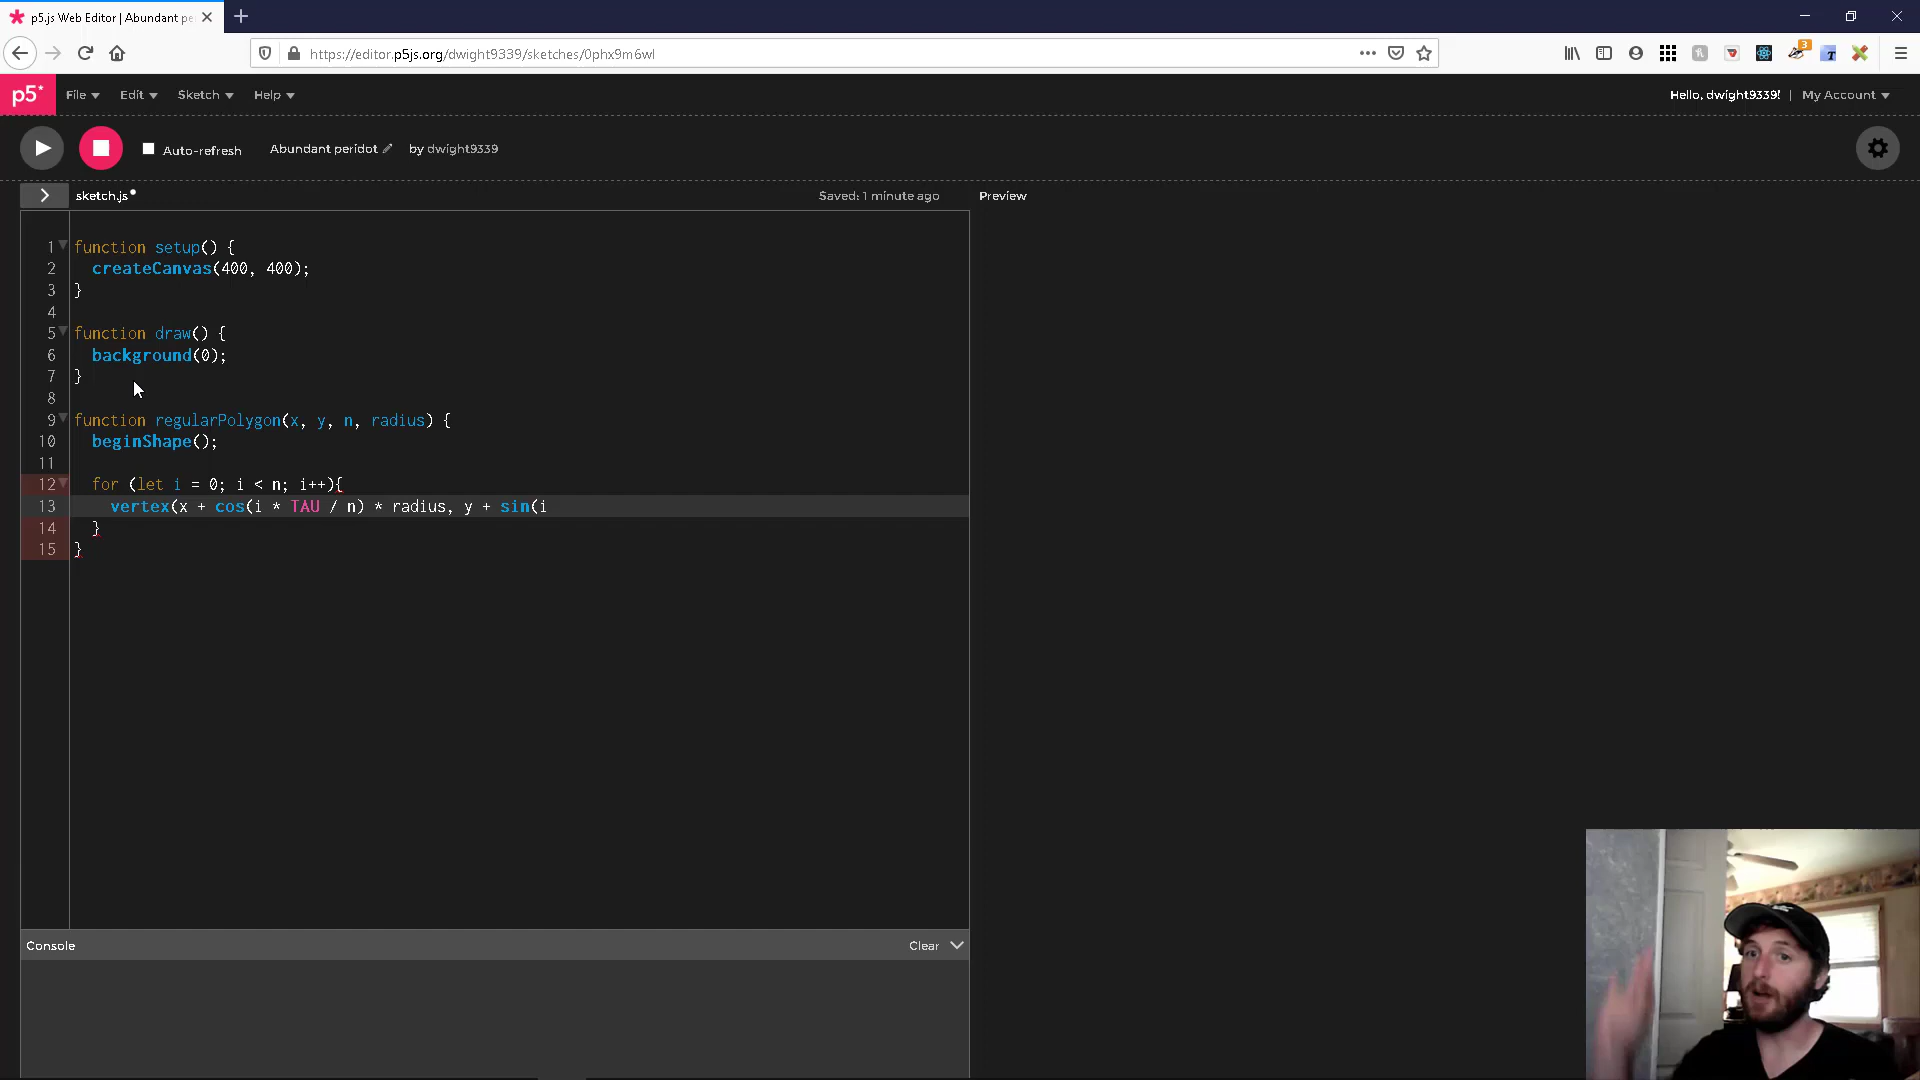 p5.js Web Editor | Abundant pe
https://editor.p5js.org/dwight9339/sketches/0phx9m6wl
3
p5* File Edit Sketch Help Hello, dwight9339! | My Account
Auto-refresh Abundant peridot by dwight9339
sketch.js Saved: 1 minute ago Preview
1 function setup() {
2 createCanvas(400, 400);
3 }
4
5 function draw() {
6 background(0);
7 }
8
9 function regularPolygon(x, y, n, radius) {
10 beginShape();
11
12 for (let i = 0; i < n; i++){
13 vertex(x + cos(i * TAU / n) * radius, y + sin(i
14 }
15 }
Console Clear